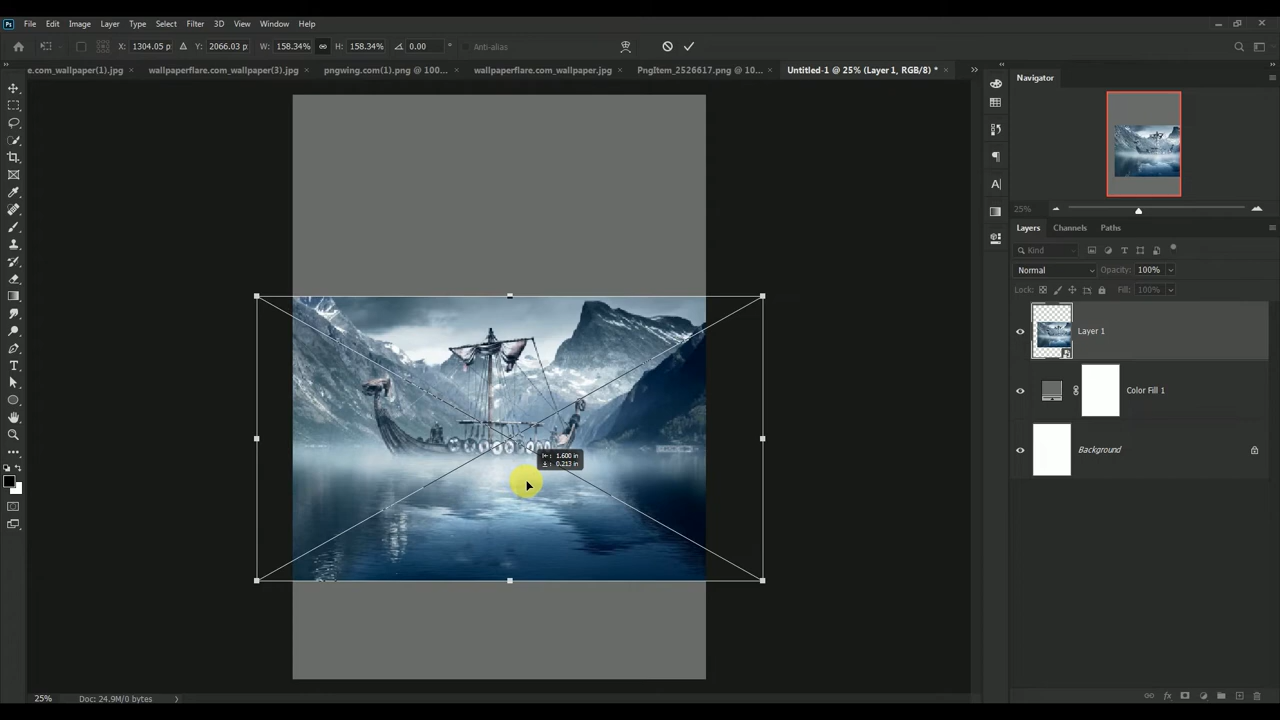 Ps File Edit Image Layer Type Select Filter 3D View Window Help
X: 1304.05 p Y: 2066.03 p W: 158.34% H: 158.34% 0.00 ° Anti-alias
e.com_wallpaper(1).jpg × wallpaperflare.com_wallpaper(3).jpg × pngwing.com(1).png @ 100... × wallpaperflare.com_wallpaper.jpg × PngItem_2526617.png @ 10... × Untitled-1 @ 25% (Layer 1, RGB/8) * ×
Navigator
25%
Layers Channels Paths
Kind
Normal Opacity: 100%
Lock: Fill: 100%
Layer 1
Color Fill 1
Background
1.600 in
0.213 in
25% Doc: 24.9M/0 bytes